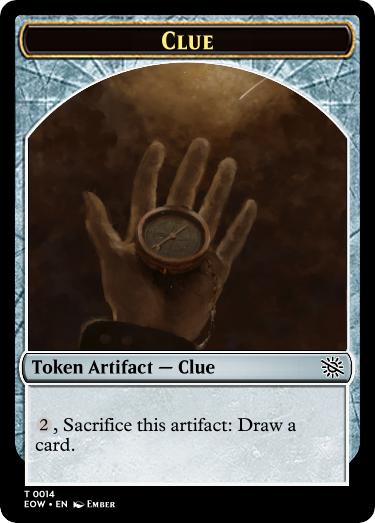 Clue
Token Artifact — Clue
2, Sacrifice this artifact: Draw a
card.
T 0014
EOW • EN Ember